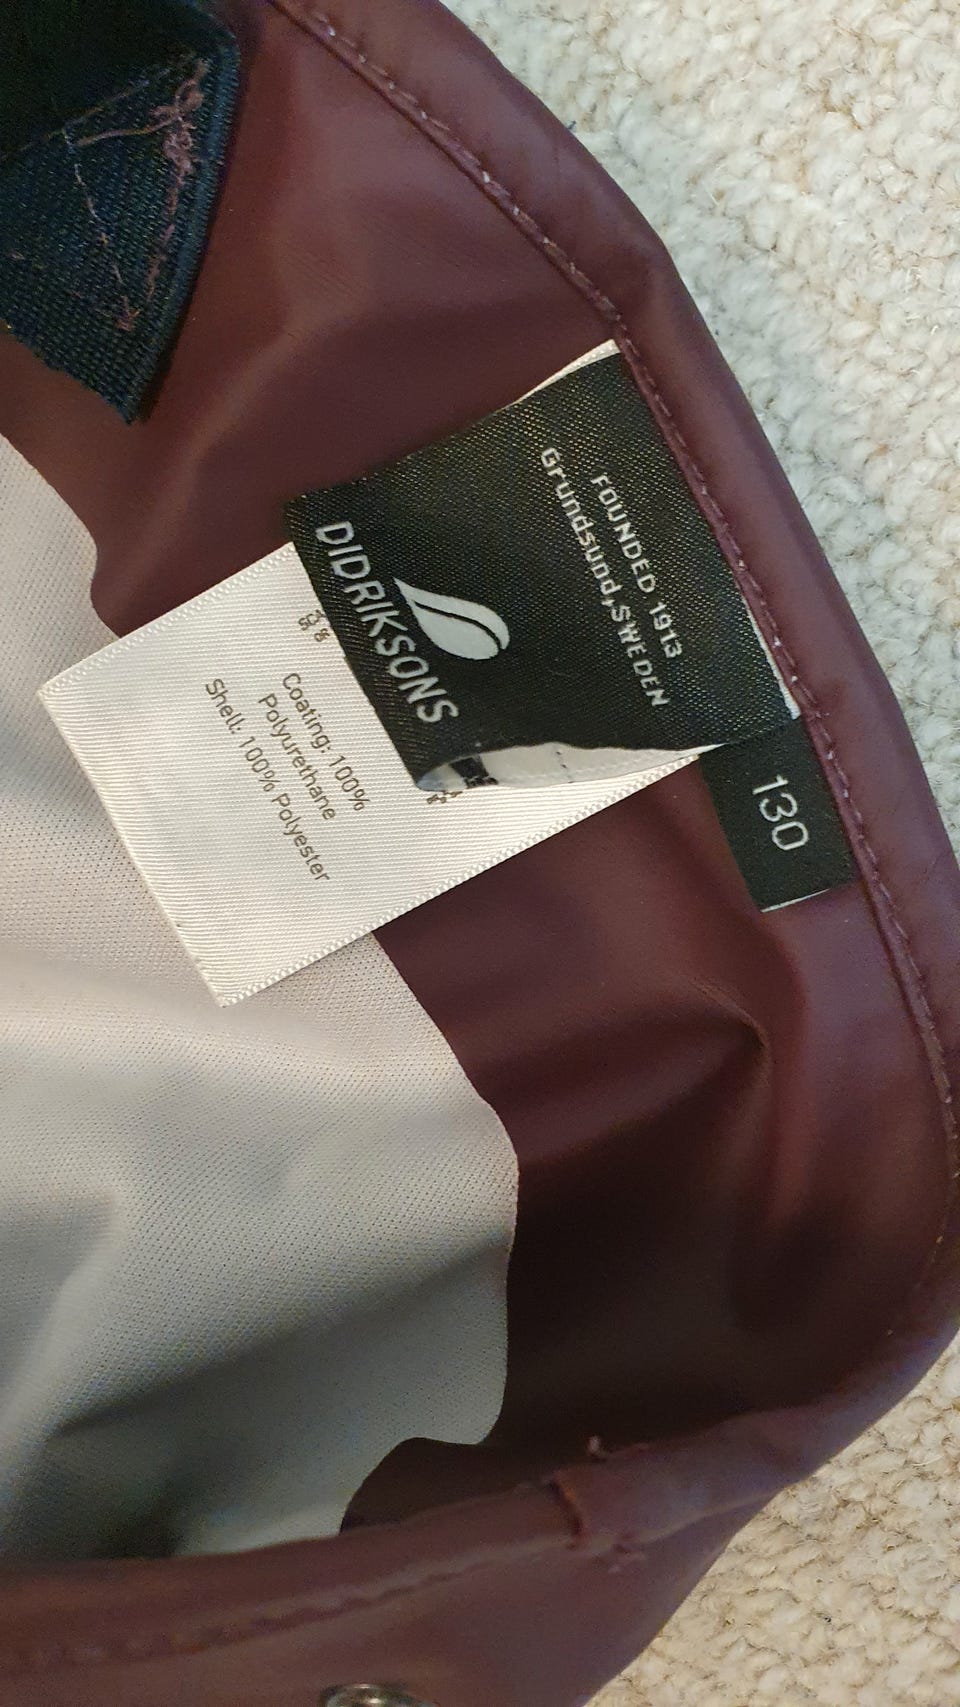 FOUNDED 1913
Grundsund, SWEDEN
DIDRIKSONS
130
Coating: 100%
Polyurethane
Shell: 100% Polyester